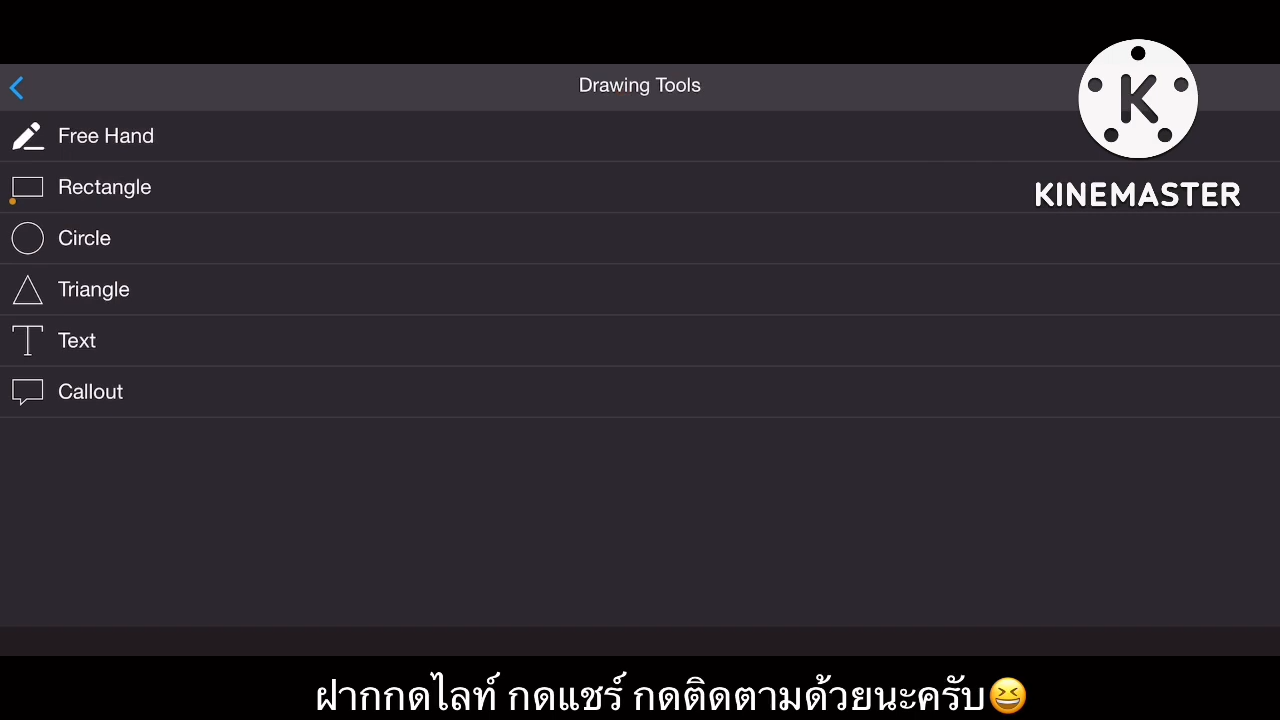 Drawing Tools
Free Hand
Rectangle
Circle
Triangle
Text
Callout
K
KINEMASTER
ฝากกดไลท์ กดแชร์ กดติดตามด้วยนะครับ😆